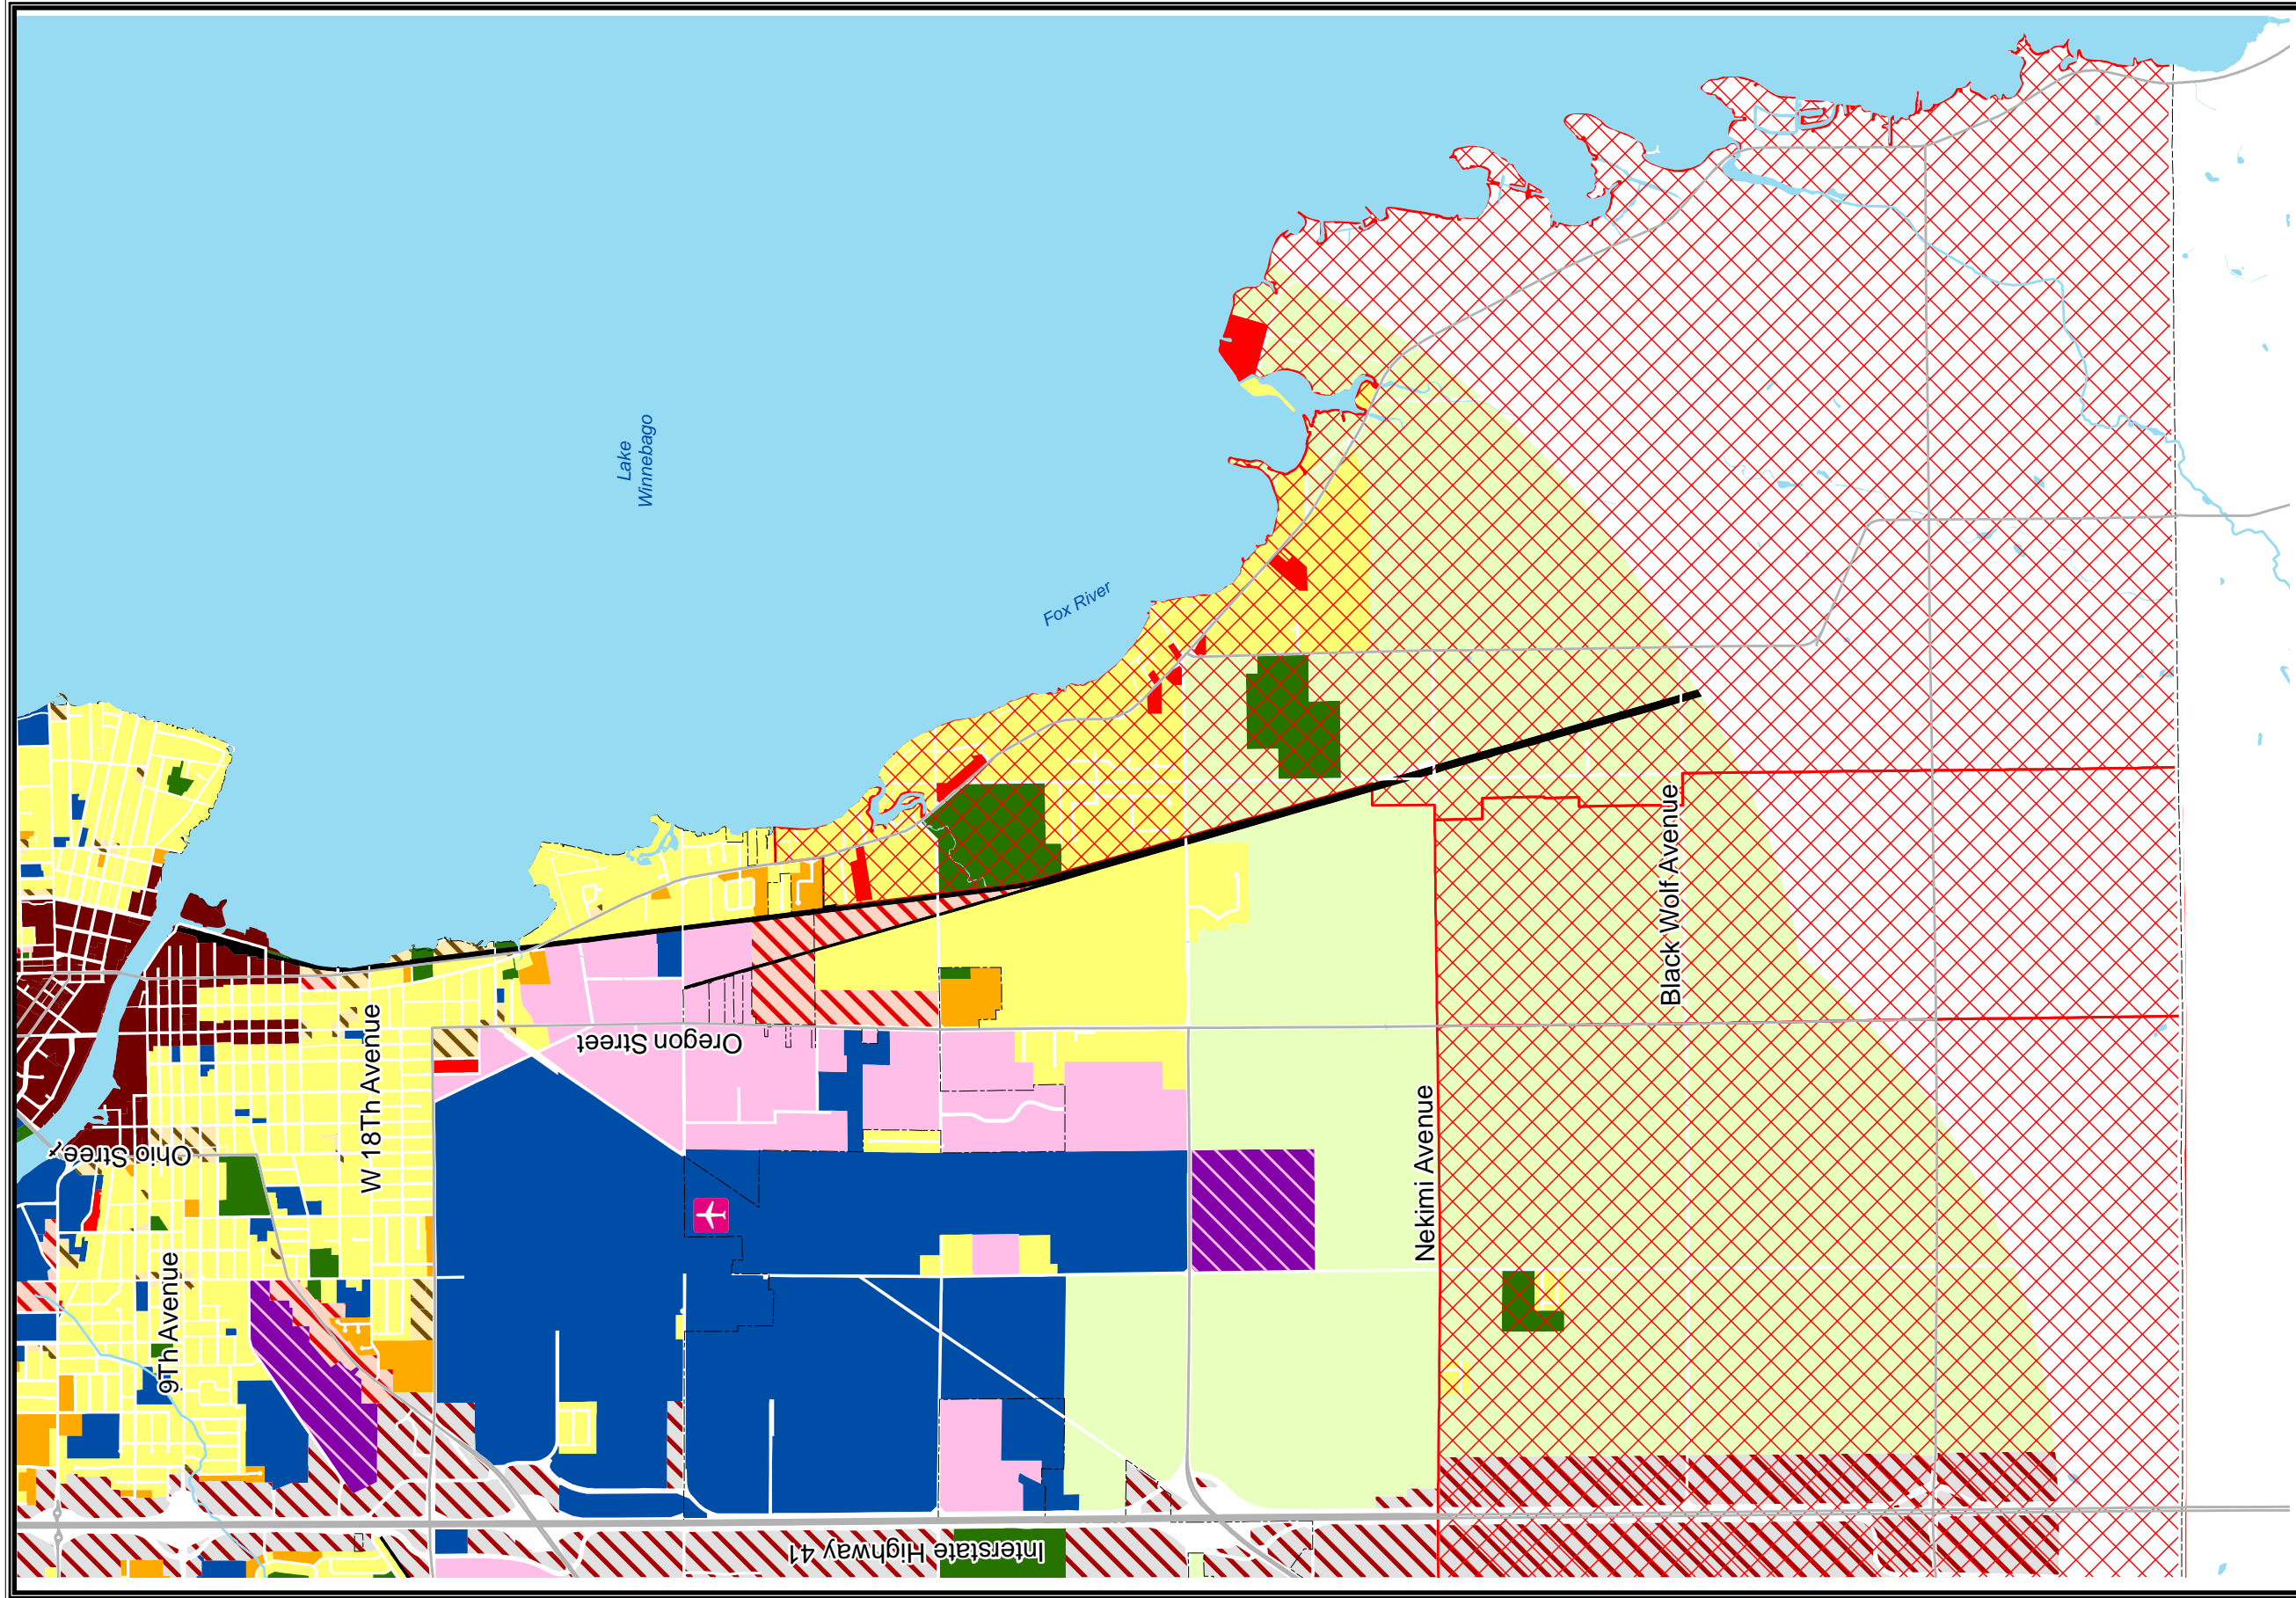 Lake
Winnebago
Fox River
Oregon Street
W 18Th Avenue
Ohio Street
9Th Avenue
Nekimi Avenue
Black Wolf Avenue
Interstate Highway 41